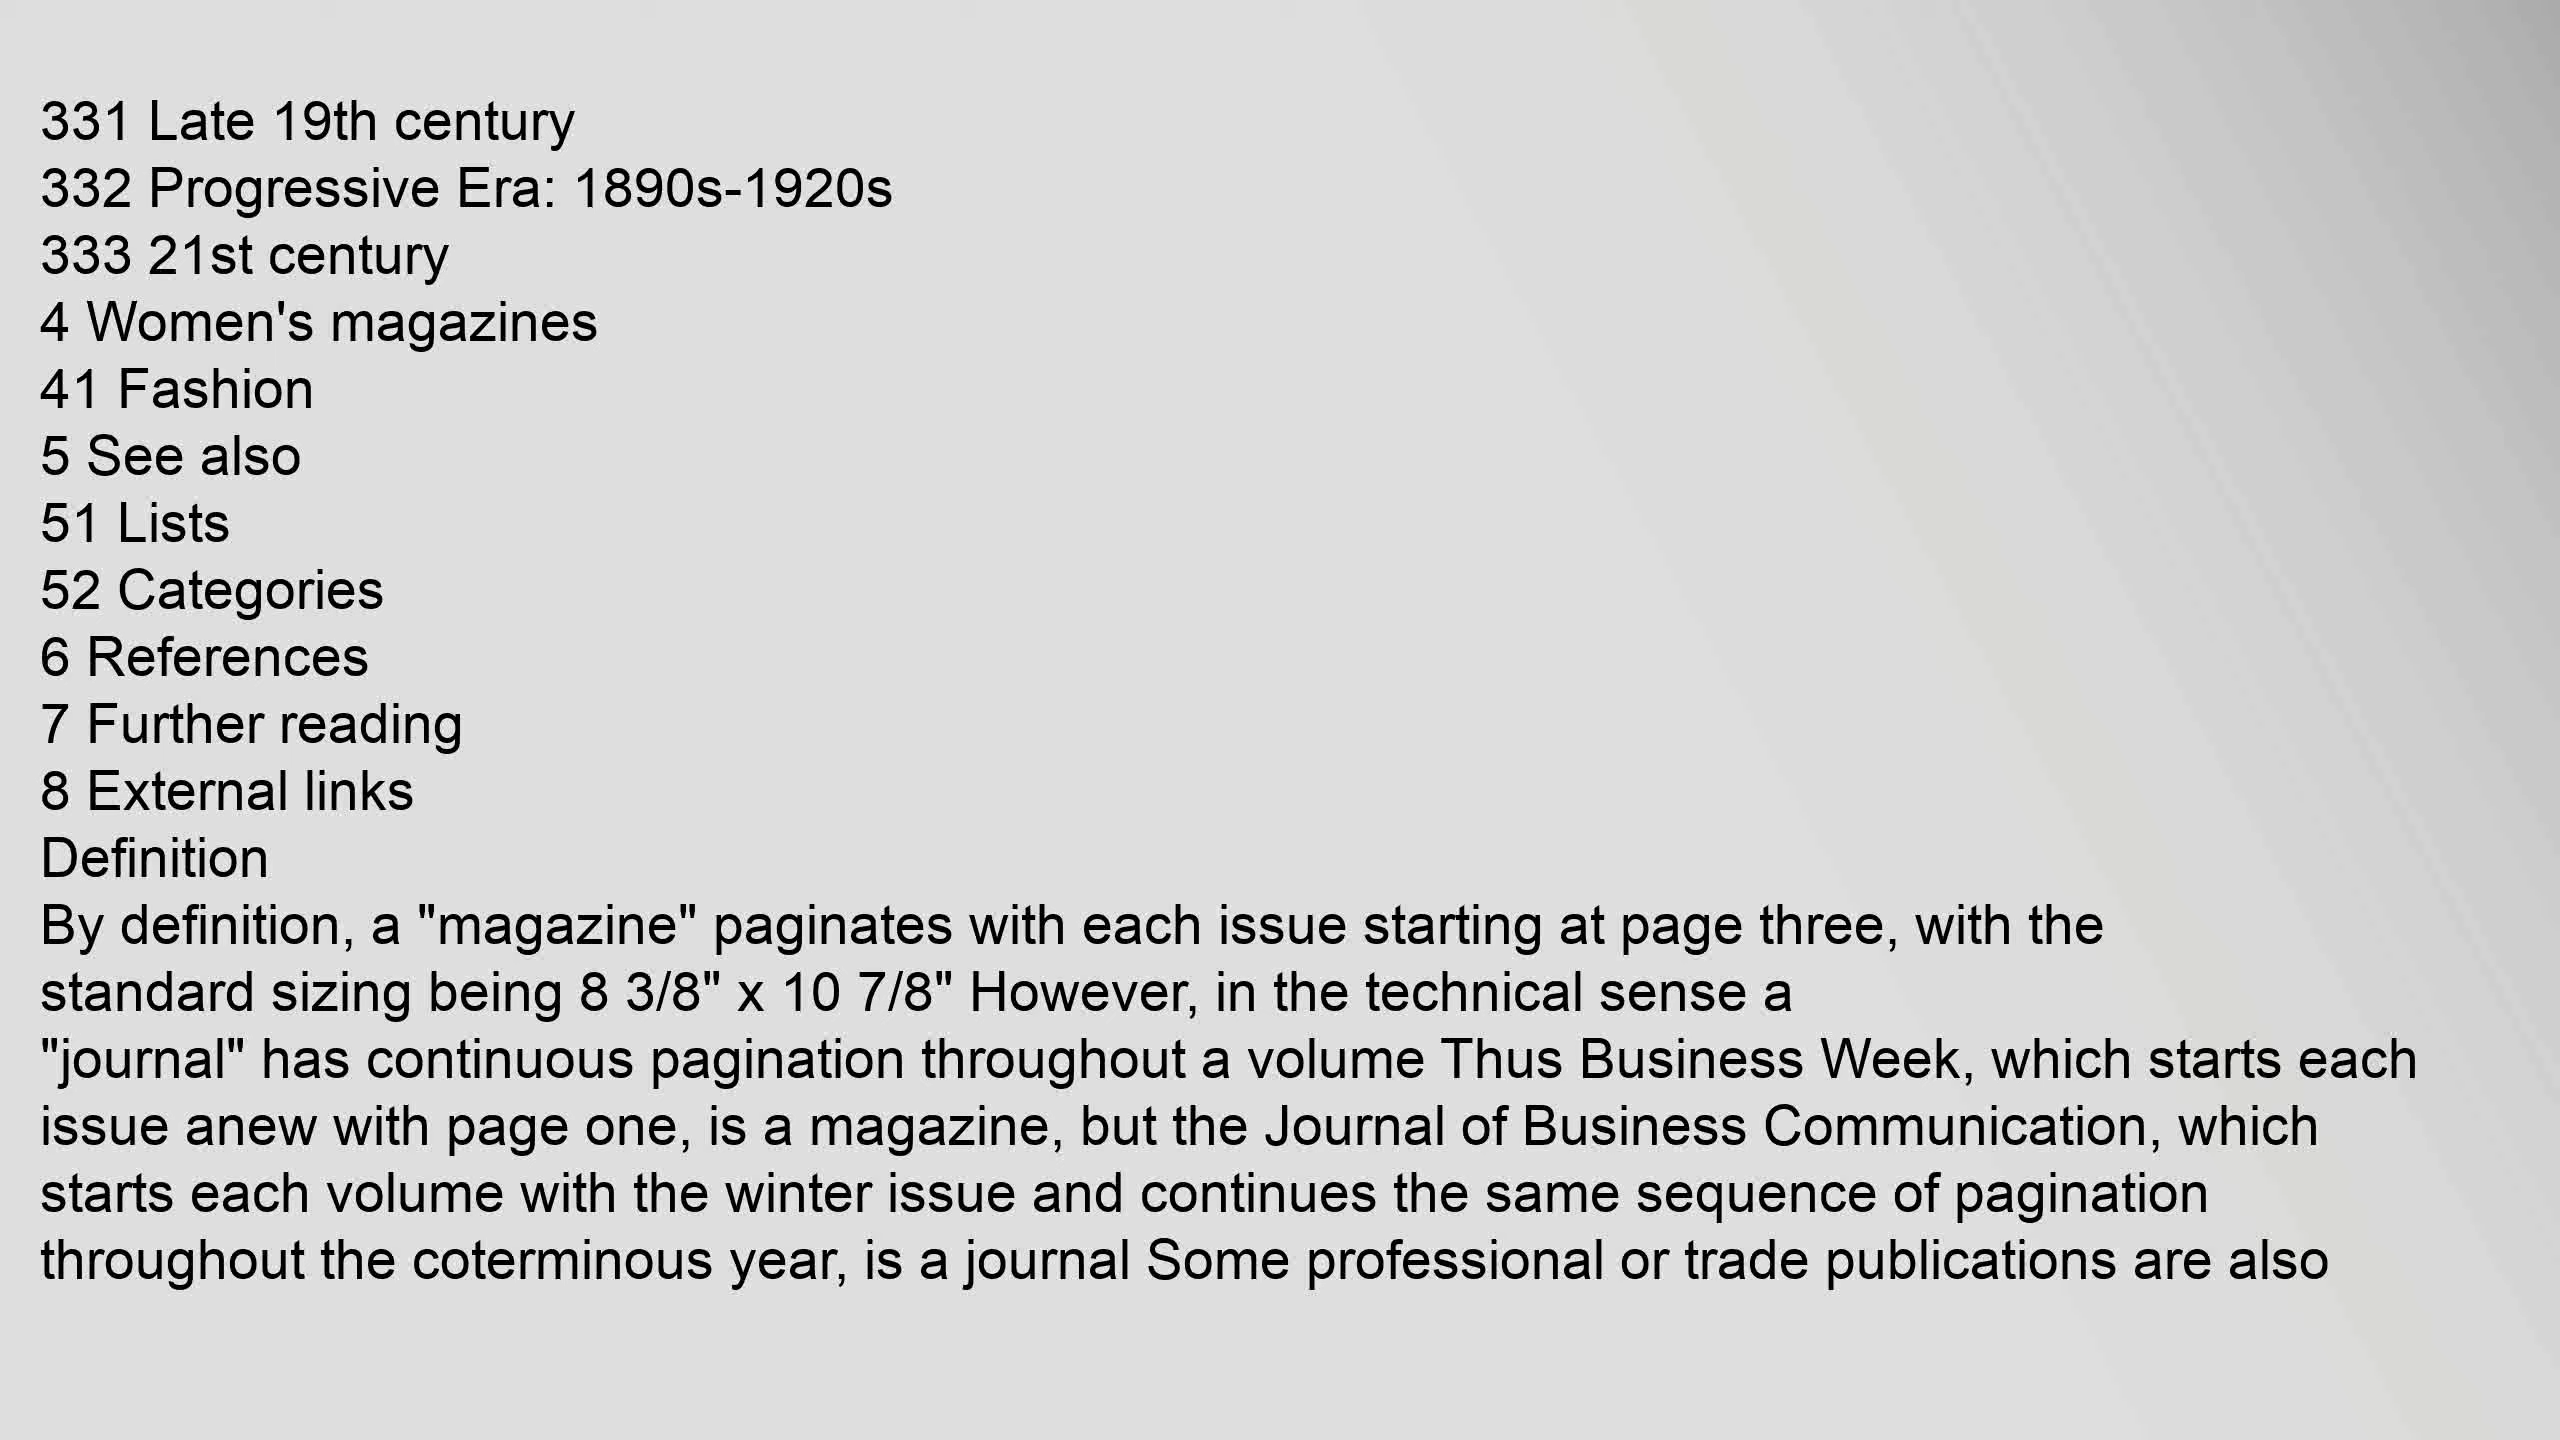 331 Late 19th century
332 Progressive Era: 1890s-1920s
333 21st century
4 Women's magazines
41 Fashion
5 See also
51 Lists
52 Categories
6 References
7 Further reading
8 External links
Definition
By definition, a "magazine" paginates with each issue starting at page three, with the
standard sizing being 8 3/8" x 10 7/8" However, in the technical sense a
"journal" has continuous pagination throughout a volume Thus Business Week, which starts each
issue anew with page one, is a magazine, but the Journal of Business Communication, which
starts each volume with the winter issue and continues the same sequence of pagination
throughout the coterminous year, is a journal Some professional or trade publications are also